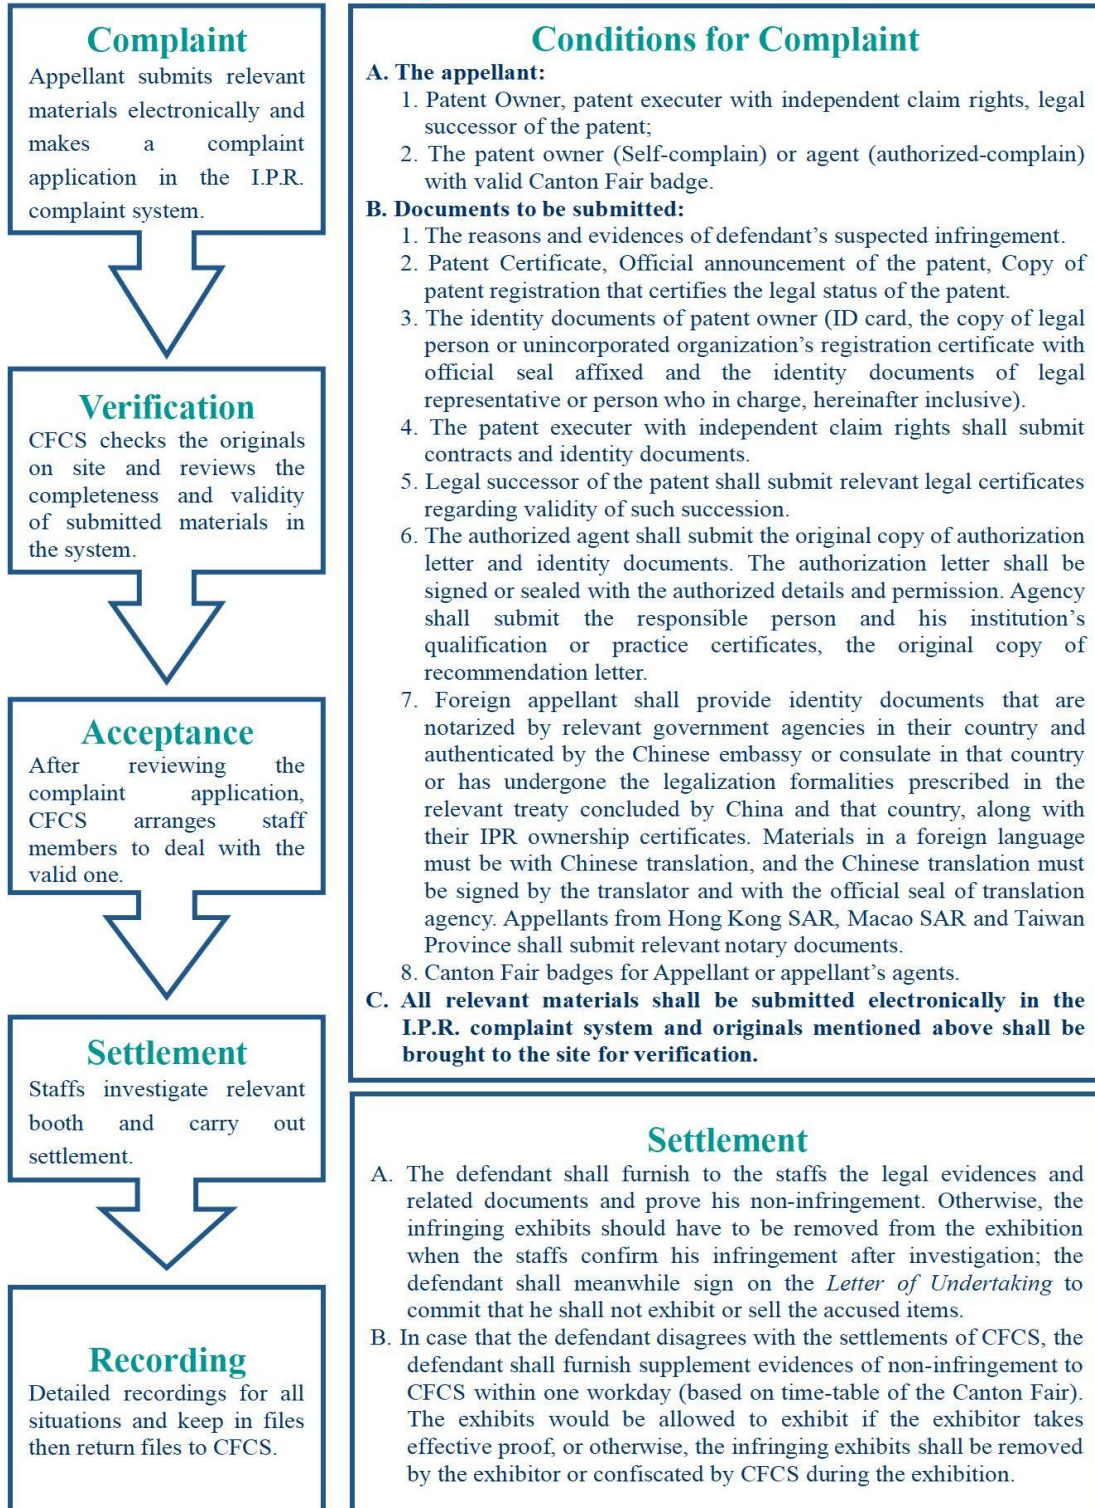 Complaint
Appellant submits relevant
materials electronically and
makes a complaint
application in the I.P.R.
complaint system.
Verification
CFCS checks the originals
on site and reviews the
completeness and validity
of submitted materials in
the system.
Acceptance
After reviewing the
complaint application,
CFCS arranges staff
members to deal with the
valid one.
Settlement
Staffs investigate relevant
booth and carry out
settlement.
Recording
Detailed recordings for all
situations and keep in files
then return files to CFCS.
Conditions for Complaint
A. The appellant:
1. Patent Owner, patent executer with independent claim rights, legal
successor of the patent;
2. The patent owner (Self-complain) or agent (authorized-complain)
with valid Canton Fair badge.
B. Documents to be submitted:
1. The reasons and evidences of defendant's suspected infringement.
2. Patent Certificate, Official announcement of the patent, Copy of
patent registration that certifies the legal status of the patent.
3. The identity documents of patent owner (ID card, the copy of legal
person or unincorporated organization's registration certificate with
official seal affixed and the identity documents of legal
representative or person who in charge, hereinafter inclusive).
4. The patent executer with independent claim rights shall submit
contracts and identity documents.
5. Legal successor of the patent shall submit relevant legal certificates
regarding validity of such succession.
6. The authorized agent shall submit the original copy of authorization
letter and identity documents. The authorization letter shall be
signed or sealed with the authorized details and permission. Agency
shall submit the responsible person and his institution's
qualification or practice certificates, the original copy of
recommendation letter.
7. Foreign appellant shall provide identity documents that are
notarized by relevant government agencies in their country and
authenticated by the Chinese embassy or consulate in that country
or has undergone the legalization formalities prescribed in the
relevant treaty concluded by China and that country, along with
their IPR ownership certificates. Materials in a foreign language
must be with Chinese translation, and the Chinese translation must
be signed by the translator and with the official seal of translation
agency. Appellants from Hong Kong SAR, Macao SAR and Taiwan
Province shall submit relevant notary documents.
8. Canton Fair badges for Appellant or appellant's agents.
C. All relevant materials shall be submitted electronically in the
I.P.R. complaint system and originals mentioned above shall be
brought to the site for verification.
Settlement
A. The defendant shall furnish to the staffs the legal evidences and
related documents and prove his non-infringement. Otherwise, the
infringing exhibits should have to be removed from the exhibition
when the staffs confirm his infringement after investigation; the
defendant shall meanwhile sign on the Letter of Undertaking to
commit that he shall not exhibit or sell the accused items.
B. In case that the defendant disagrees with the settlements of CFCS, the
defendant shall furnish supplement evidences of non-infringement to
CFCS within one workday (based on time-table of the Canton Fair).
The exhibits would be allowed to exhibit if the exhibitor takes
effective proof, or otherwise, the infringing exhibits shall be removed
by the exhibitor or confiscated by CFCS during the exhibition.